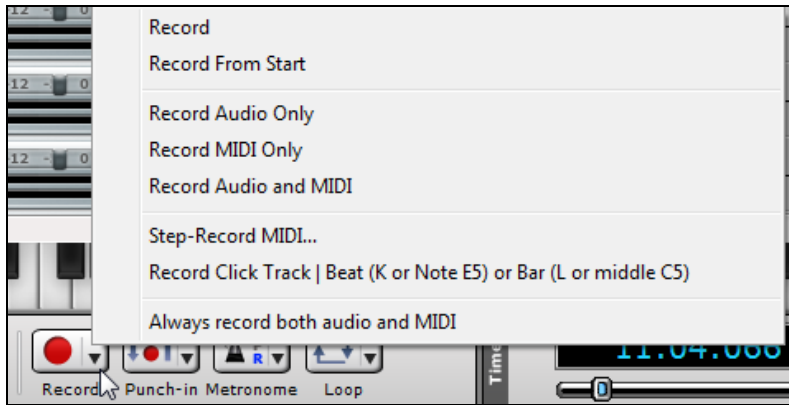 12 - 0
Record
Record From Start
12 - 0
Record Audio Only
Record MIDI Only
12 - 0
Record Audio and MIDI
Step-Record MIDI...
Record Click Track | Beat (K or Note E5) or Bar (L or middle C5)
Always record both audio and MIDI
R
Time
11.04.066
Record Punch-in Metronome Loop